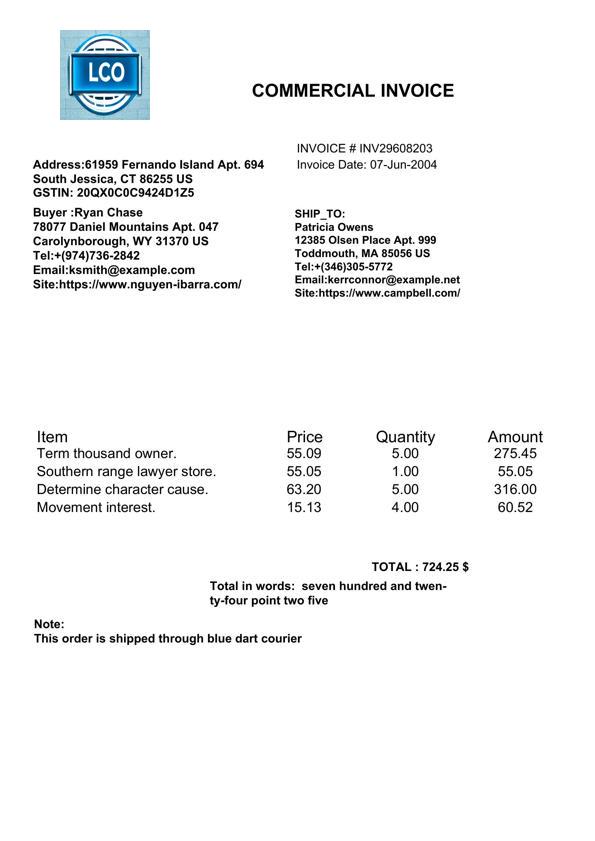 LCO
COMMERCIAL INVOICE
INVOICE # INV29608203
Invoice Date: 07-Jun-2004
Address:61959 Fernando Island Apt. 694
South Jessica, CT 86255 US
GSTIN: 20QX0C0C9424D1Z5
Buyer :Ryan Chase
78077 Daniel Mountains Apt. 047
Carolynborough, WY 31370 US
Tel:+(974)736-2842
Email:ksmith@example.com
Site:https://www.nguyen-ibarra.com/
SHIP_TO:
Patricia Owens
12385 Olsen Place Apt. 999
Toddmouth, MA 85056 US
Tel:+(346)305-5772
Email:kerrconnor@example.net
Site:https://www.campbell.com/
Item Price Quantity Amount
Term thousand owner. 55.09 5.00 275.45
Southern range lawyer store. 55.05 1.00 55.05
Determine character cause. 63.20 5.00 316.00
Movement interest. 15.13 4.00 60.52
TOTAL : 724.25 $
Total in words:  seven hundred and twen-
ty-four point two five
Note:
This order is shipped through blue dart courier